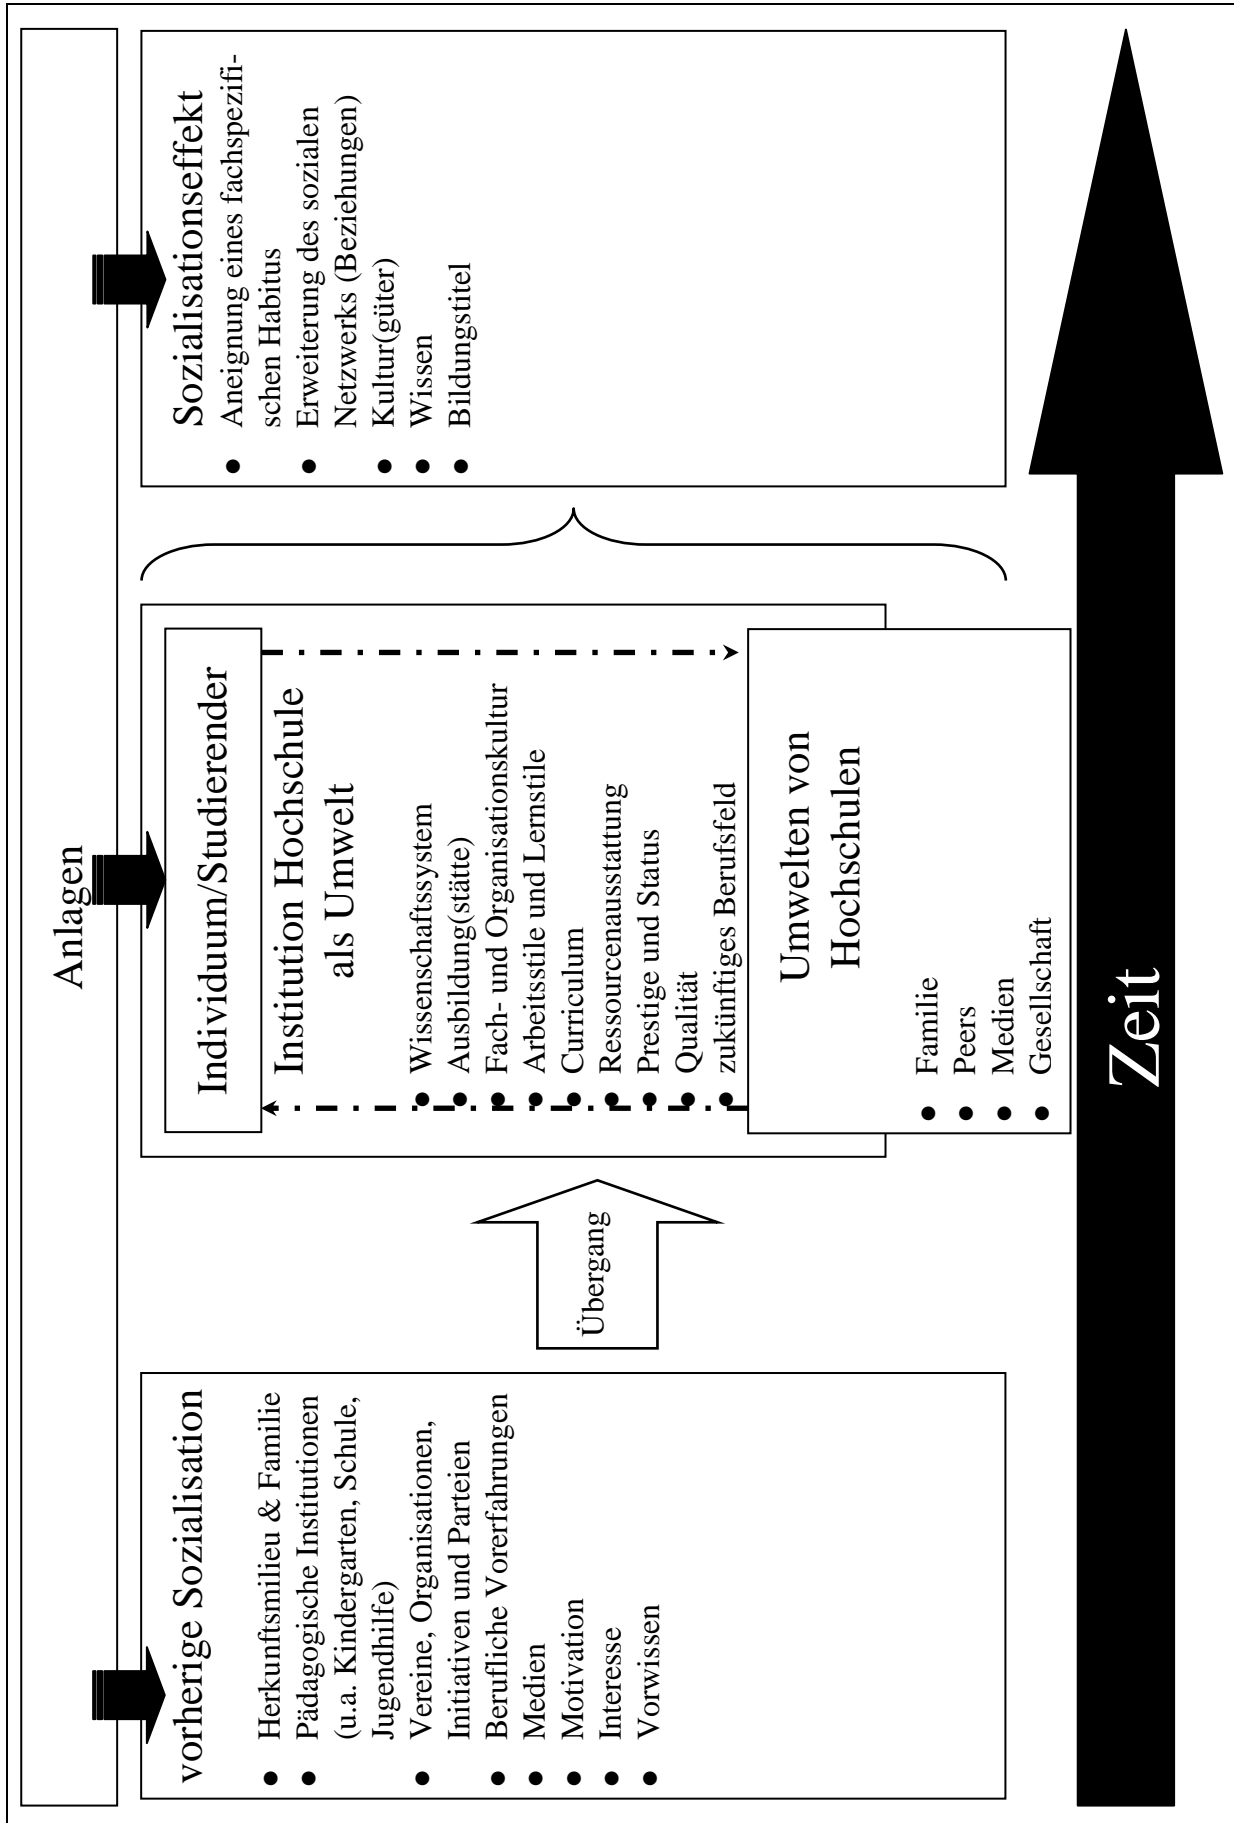 Anlagen
vorherige Sozialisation
● Herkunftsmilieu & Familie
● Pädagogische Institutionen
(u.a. Kindergarten, Schule,
Jugendhilfe)
● Vereine, Organisationen,
Initiativen und Parteien
● Berufliche Vorerfahrungen
● Medien
● Motivation
● Interesse
● Vorwissen
Übergang
Individuum/Studierender
Institution Hochschule
als Umwelt
● Wissenschaftssystem
● Ausbildung(stätte)
● Fach- und Organisationskultur
● Arbeitsstile und Lernstile
● Curriculum
● Ressourcenausstattung
● Prestige und Status
● Qualität
● zukünftiges Berufsfeld
Umwelten von
Hochschulen
● Familie
● Peers
● Medien
● Gesellschaft
Sozialisationseffekt
● Aneignung eines fachspezifi-
schen Habitus
● Erweiterung des sozialen
Netzwerks (Beziehungen)
● Kultur(güter)
● Wissen
● Bildungstitel
Zeit